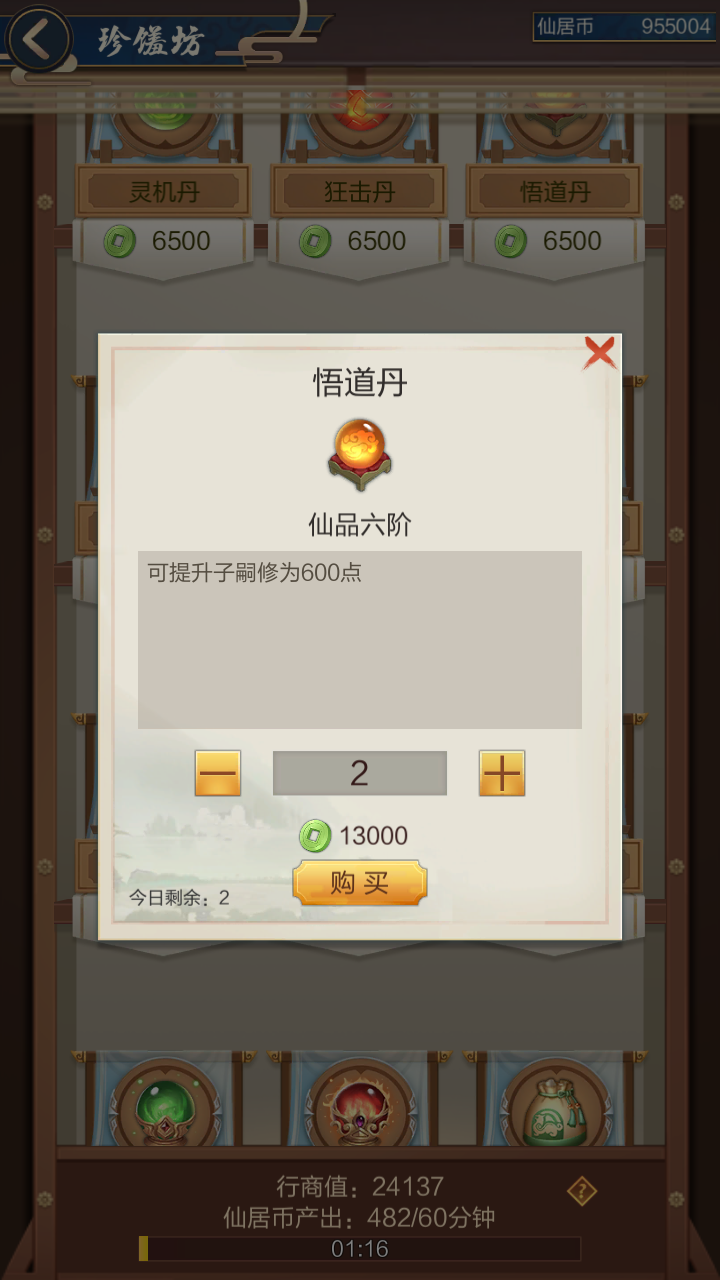 珍馐坊
仙居币 955004
灵机丹 狂击丹 悟道丹
6500 6500 6500
悟道丹
仙品六阶
可提升子嗣修为600点
2
13000
购买
今日剩余：2
行商值：24137
?
仙居币产出：482/60分钟
01:16